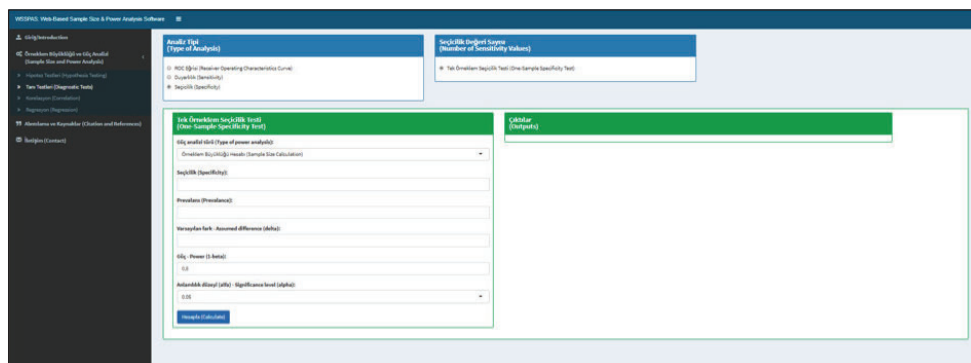 WSSPAS: Web-Based Sample Size & Power Analysis Software
Giriş/Introduction
Örneklem Büyüklüğü ve Güç Analizi
(Sample Size and Power Analysis)
Hipotez Testleri (Hypothesis Testing)
Tanı Testleri (Diagnostic Tests)
Korelasyon (Correlation)
Regresyon (Regression)
Alıntılama ve Kaynaklar (Citation and References)
İletişim (Contact)
Analiz Tipi
(Type of Analysis)
ROC Eğrisi (Receiver Operating Characteristics Curve)
Duyarlılık (Sensitivity)
Seçicilik (Specificity)
Seçicilik Değeri Sayısı
(Number of Sensitivity Values)
Tek Örneklem Seçicilik Testi (One-Sample Specificity Test)
Tek Örneklem Seçicilik Testi
(One-Sample Specificity Test)
Güç analizi türü (Type of power analysis):
Örneklem Büyüklüğü Hesabı (Sample Size Calculation)
Seçicilik (Specificity):
Prevalans (Prevalance):
Varsayılan fark - Assumed difference (delta):
Güç - Power (1-beta):
0.8
Anlamlılık düzeyi (alfa) - Significance level (alpha):
0.05
Hesapla (Calculate)
Çıktılar
(Outputs)